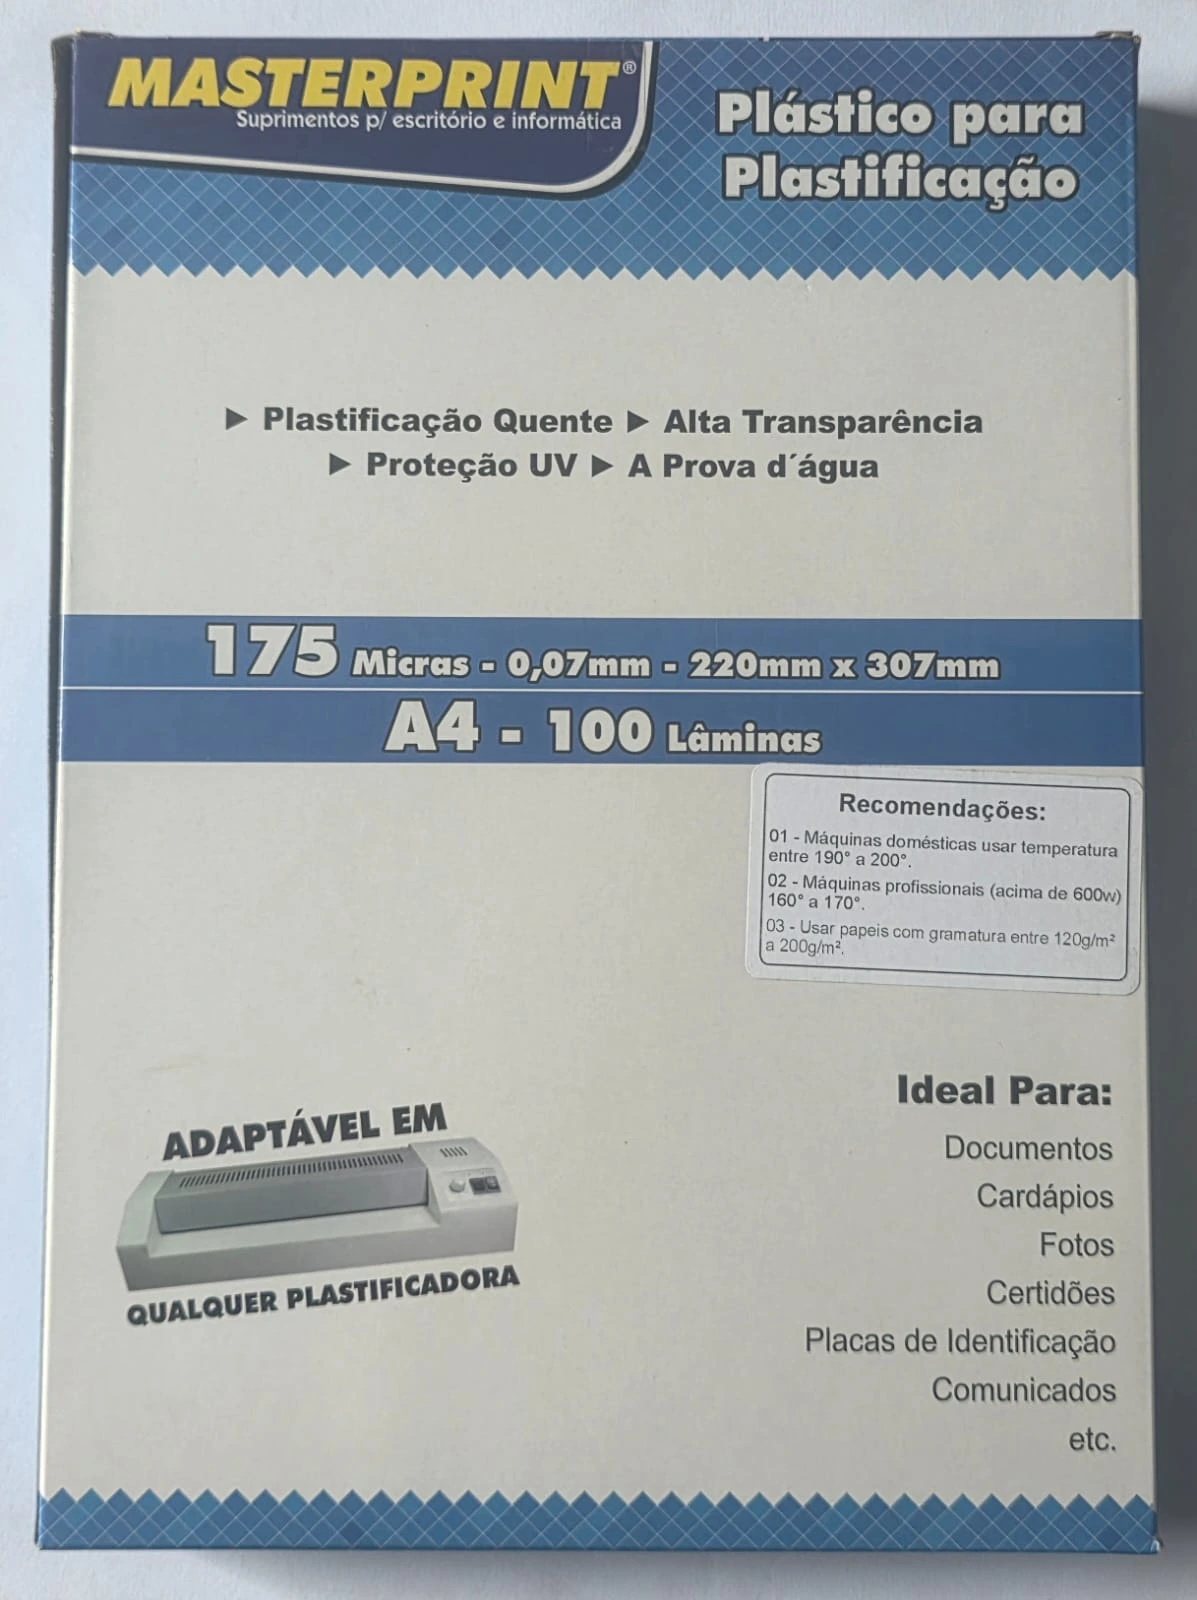 MASTERPRINT®
Suprimentos p/ escritório e informática
Plástico para
Plastificação
► Plastificação Quente ► Alta Transparência
► Proteção UV ► A Prova d´água
175 Micras - 0,07mm - 220mm x 307mm
A4 - 100 Lâminas
Recomendações:
01 - Máquinas domésticas usar temperatura
entre 190° a 200°.
02 - Máquinas profissionais (acima de 600w)
160° a 170°.
03 - Usar papeis com gramatura entre 120g/m²
a 200g/m².
ADAPTÁVEL EM
QUALQUER PLASTIFICADORA
Ideal Para:
Documentos
Cardápios
Fotos
Certidões
Placas de Identificação
Comunicados
etc.